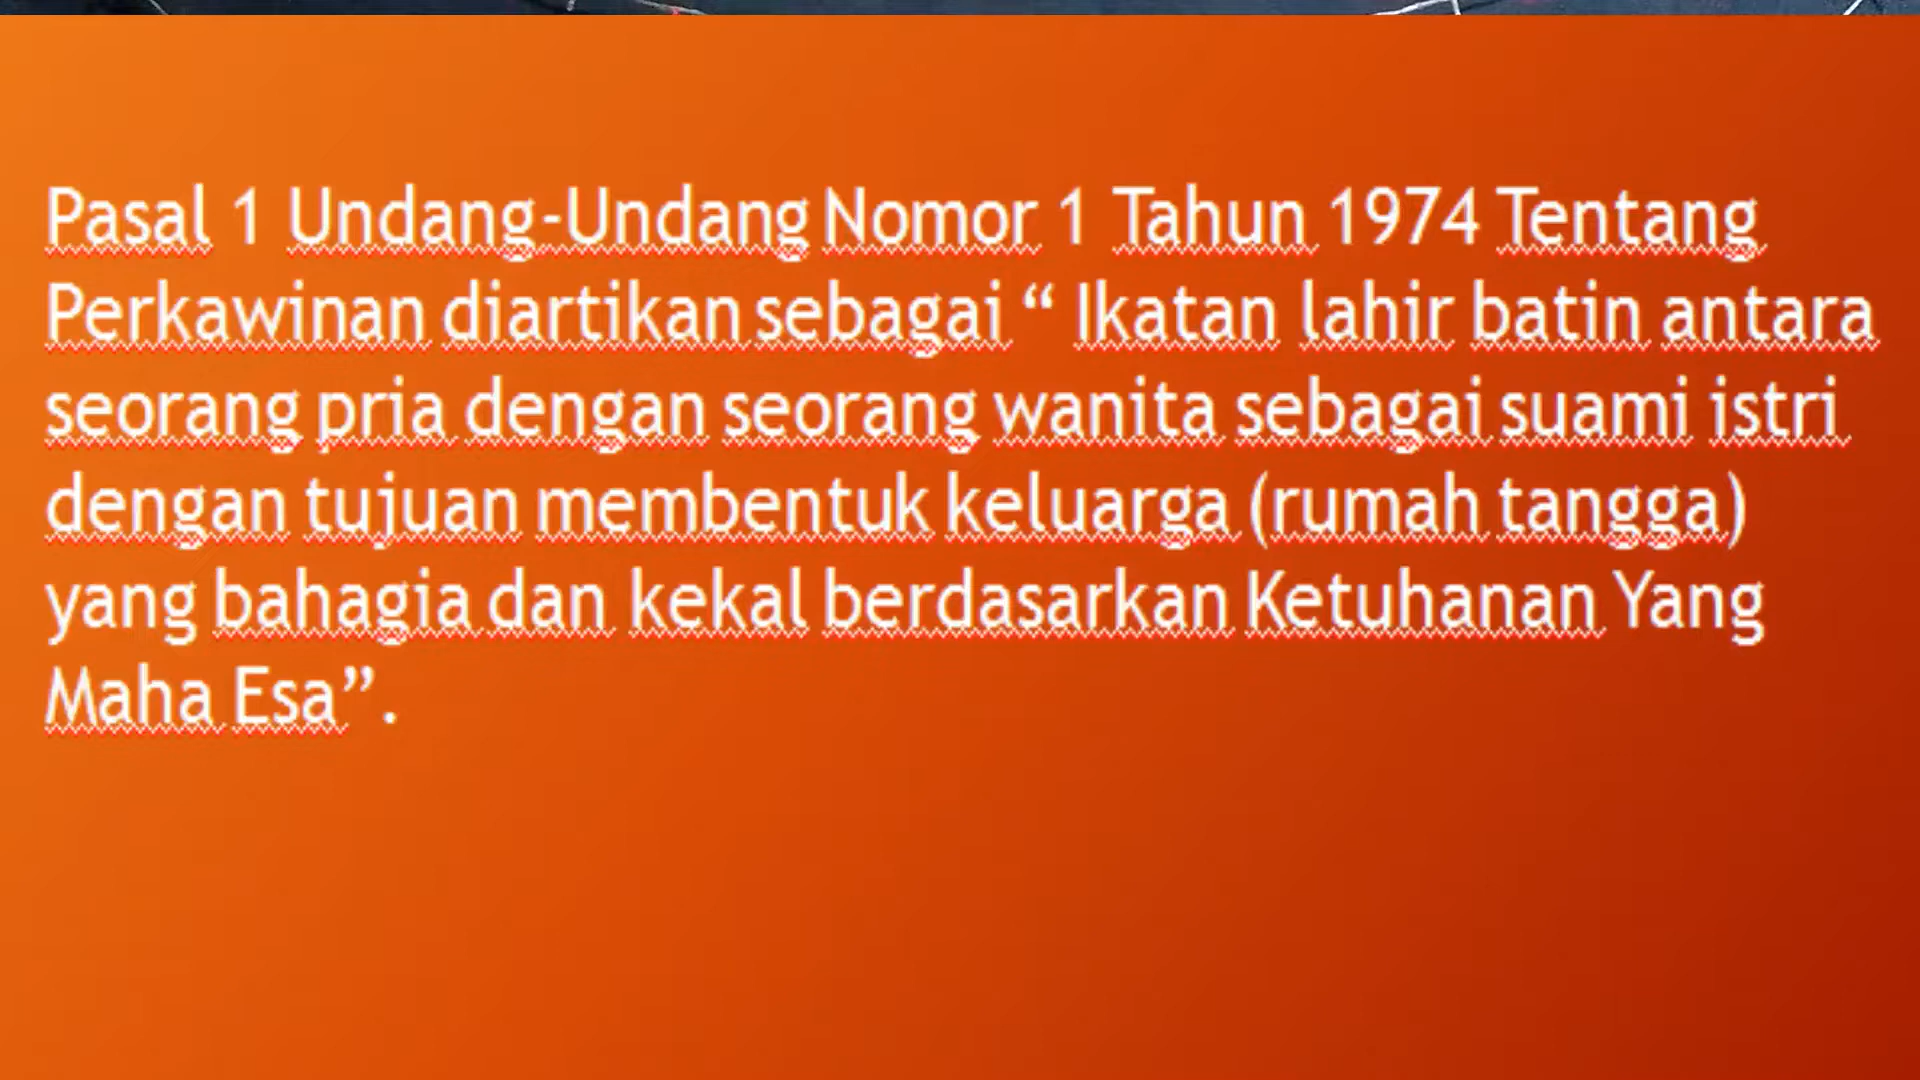 Pasal 1 Undang-Undang Nomor 1 Tahun 1974 Tentang
Perkawinan diartikan sebagai “ Ikatan lahir batin antara
seorang pria dengan seorang wanita sebagai suami istri
dengan tujuan membentuk keluarga (rumah tangga)
yang bahagia dan kekal berdasarkan Ketuhanan Yang
Maha Esa”.